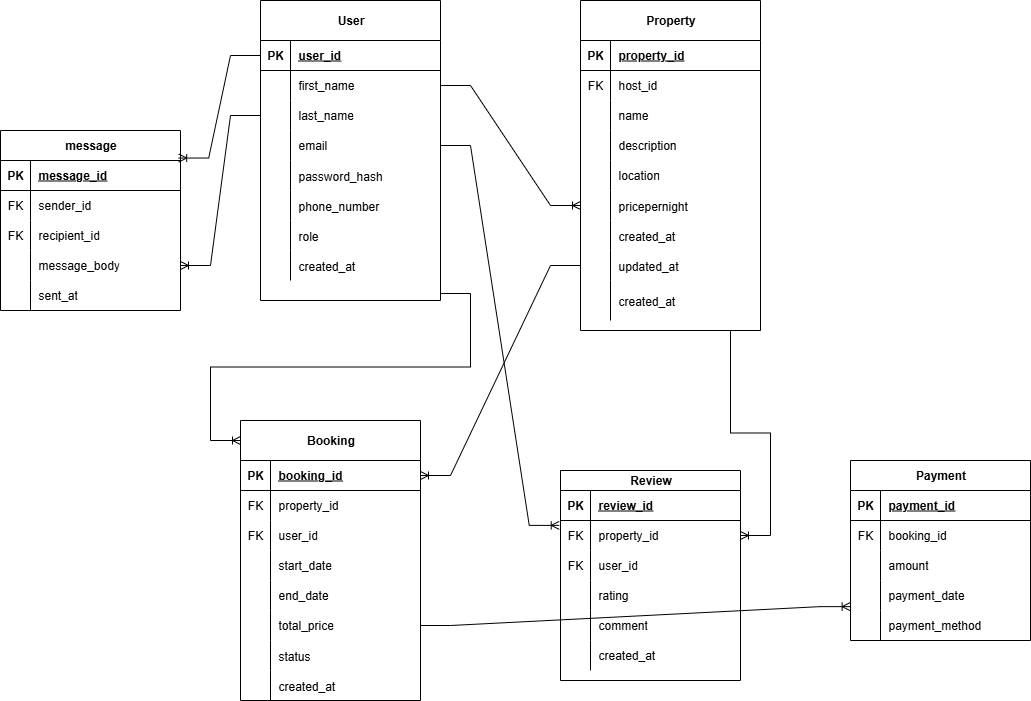 User
PK user_id
first_name
last_name
email
password_hash
phone_number
role
created_at
Property
PK property_id
FK host_id
name
description
location
pricepernight
created_at
updated_at
created_at
message
PK message_id
FK sender_id
FK recipient_id
message_body
sent_at
Booking
PK booking_id
FK property_id
FK user_id
start_date
end_date
total_price
status
created_at
Review
PK review_id
FK property_id
FK user_id
rating
comment
created_at
Payment
PK payment_id
FK booking_id
amount
payment_date
payment_method